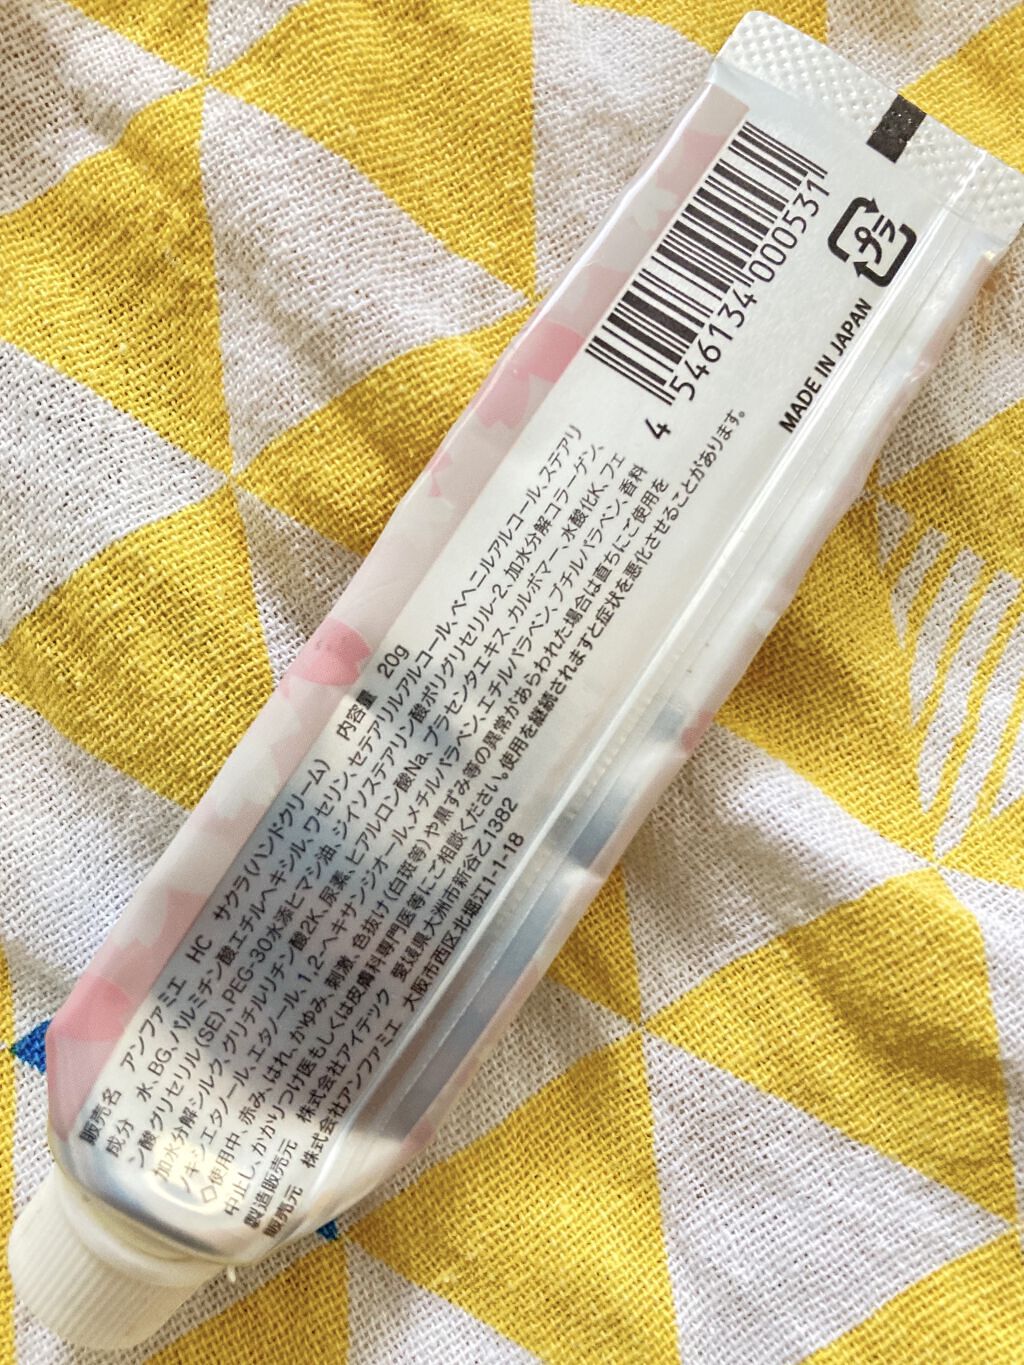 販売名 アンファミエ HC サクラ(ハンドクリーム) 内容量 20g
成分 水、BG、パルミチン酸エチルヘキシル、ワセリン、セテアリルアルコール、ベヘニルアルコール、ステアリ
ン酸グリセリル(SE)、PEG-30水添ヒマシ油、ジイソステアリン酸ポリグリセリル-2、加水分解コラーゲン、
加水分解シルク、グリチルリチン酸2K、尿素、ヒアルロン酸Na、プラセンタエキス、カルボマー、水酸化K、フェ
ノキシエタノール、エタノール、1,2-ヘキサンジオール、メチルパラベン、エチルパラベン、ブチルパラベン、香料
◇使用中、赤み、はれ、かゆみ、刺激、色抜け(白斑等)や黒ずみ等の異常があらわれた場合は直ちにご使用を
中止し、かかりつけ医もしくは皮膚科専門医等にご相談ください。使用を継続されますと症状を悪化させることがあります。
製造販売元 株式会社アイテック 愛媛県大洲市新谷乙1382
販売元 株式会社アンファミエ 大阪市西区北堀江1-1-18
4 546134 000531
プラ
MADE IN JAPAN